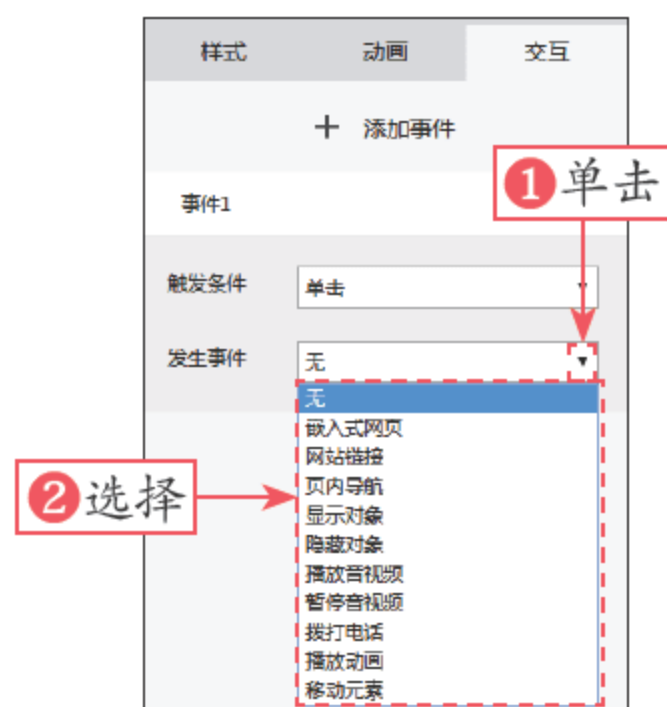 样式 动画 交互
+ 添加事件
❶单击
事件1
触发条件 单击
发生事件 无
无
嵌入式网页
网站链接
页内导航
显示对象
隐藏对象
❷选择
播放音视频
暂停音视频
拨打电话
播放动画
移动元素